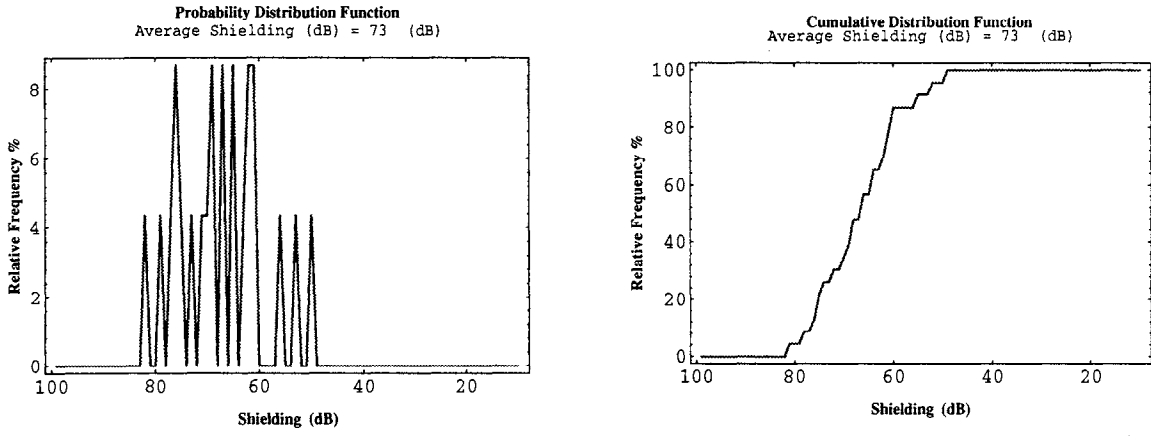 Probability Distribution Function
Average Shielding (dB) = 73 (dB)
Relative Frequency %
8
6
4
2
0
100 80 60 40 20
Shielding (dB)
Cumulative Distribution Function
Average Shielding (dB) = 73 (dB)
Relative Frequency %
100
80
60
40
20
0
100 80 60 40 20
Shielding (dB)